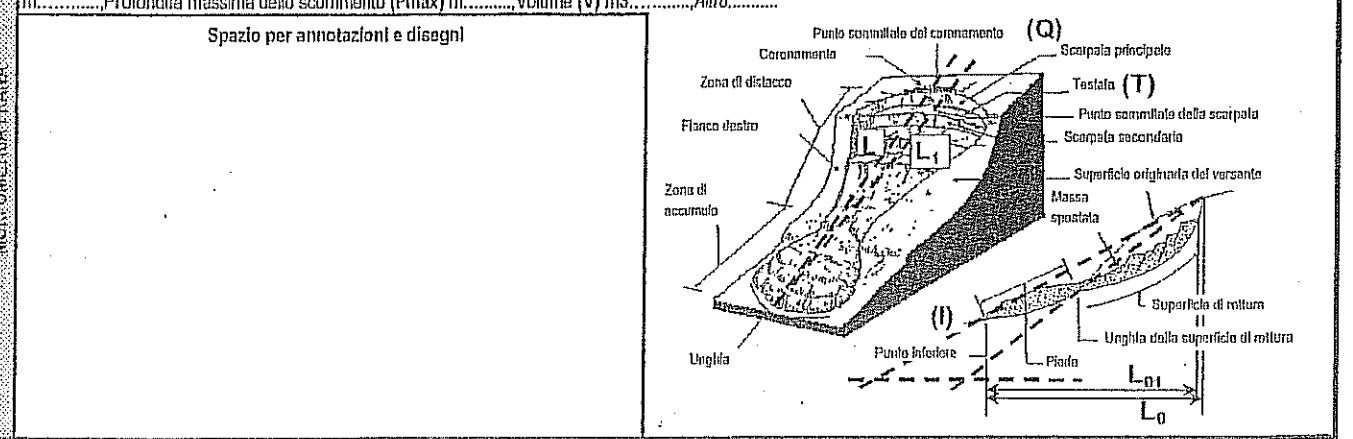 m............,Profondità massima dello scorrimento (Pmax) m..........,Volume (V) m3............,Altro..........
Spazio per annotazioni e disegni
Punto sommitale del coronamento (Q)
Coronamento
Scarpata principale
Zona di distacco
Testata (T)
Fianco destro
Punto sommitale della scarpata
Scarpata secondaria
L L1
Superficie originaria del versante
Zona di accumulo
Massa spostata
Superficie di rottura
(I)
Unghia della superficie di rottura
Unghia
Punto inferiore
Piede
L01
L0